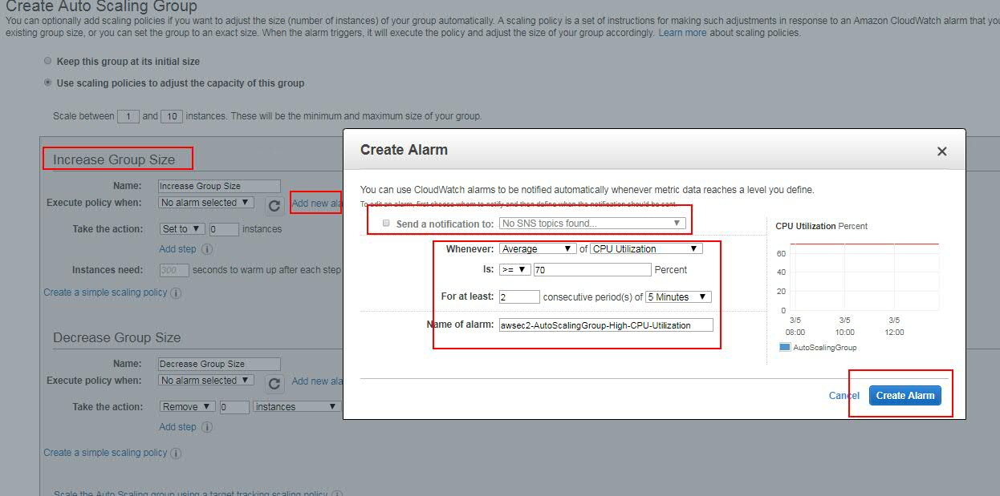 Create Auto Scaling Group
You can optionally add scaling policies if you want to adjust the size (number of instances) of your group automatically. A scaling policy is a set of instructions for making such adjustments in response to an Amazon CloudWatch alarm that you
existing group size, or you can set the group to an exact size. When the alarm triggers, it will execute the policy and adjust the size of your group accordingly. Learn more about scaling policies.
Keep this group at its initial size
Use scaling policies to adjust the capacity of this group
Scale between 1 and 10 instances. These will be the minimum and maximum size of your group.
Increase Group Size
Name: Increase Group Size
Execute policy when: No alarm selected Add new ala
Take the action: Set to 0 instances
Add step i
Instances need: 300 seconds to warm up after each step
Create a simple scaling policy i
Decrease Group Size
Name: Decrease Group Size
Execute policy when: No alarm selected Add new ala
Take the action: Remove 0 instances
Add step i
Create a simple scaling policy i
Scale the Auto Scaling group using a target tracking scaling policy i
Create Alarm
You can use CloudWatch alarms to be notified automatically whenever metric data reaches a level you define.
To edit an alarm, first choose whom to notify and then define when the notification should be sent.
Send a notification to: No SNS topics found...
Whenever: Average of CPU Utilization
Is: >= 70 Percent
For at least: 2 consecutive period(s) of 5 Minutes
Name of alarm: awsec2-AutoScalingGroup-High-CPU-Utilization
CPU Utilization Percent
60
40
20
0
3/5 3/5 3/5
08:00 10:00 12:00
AutoScalingGroup
Cancel Create Alarm